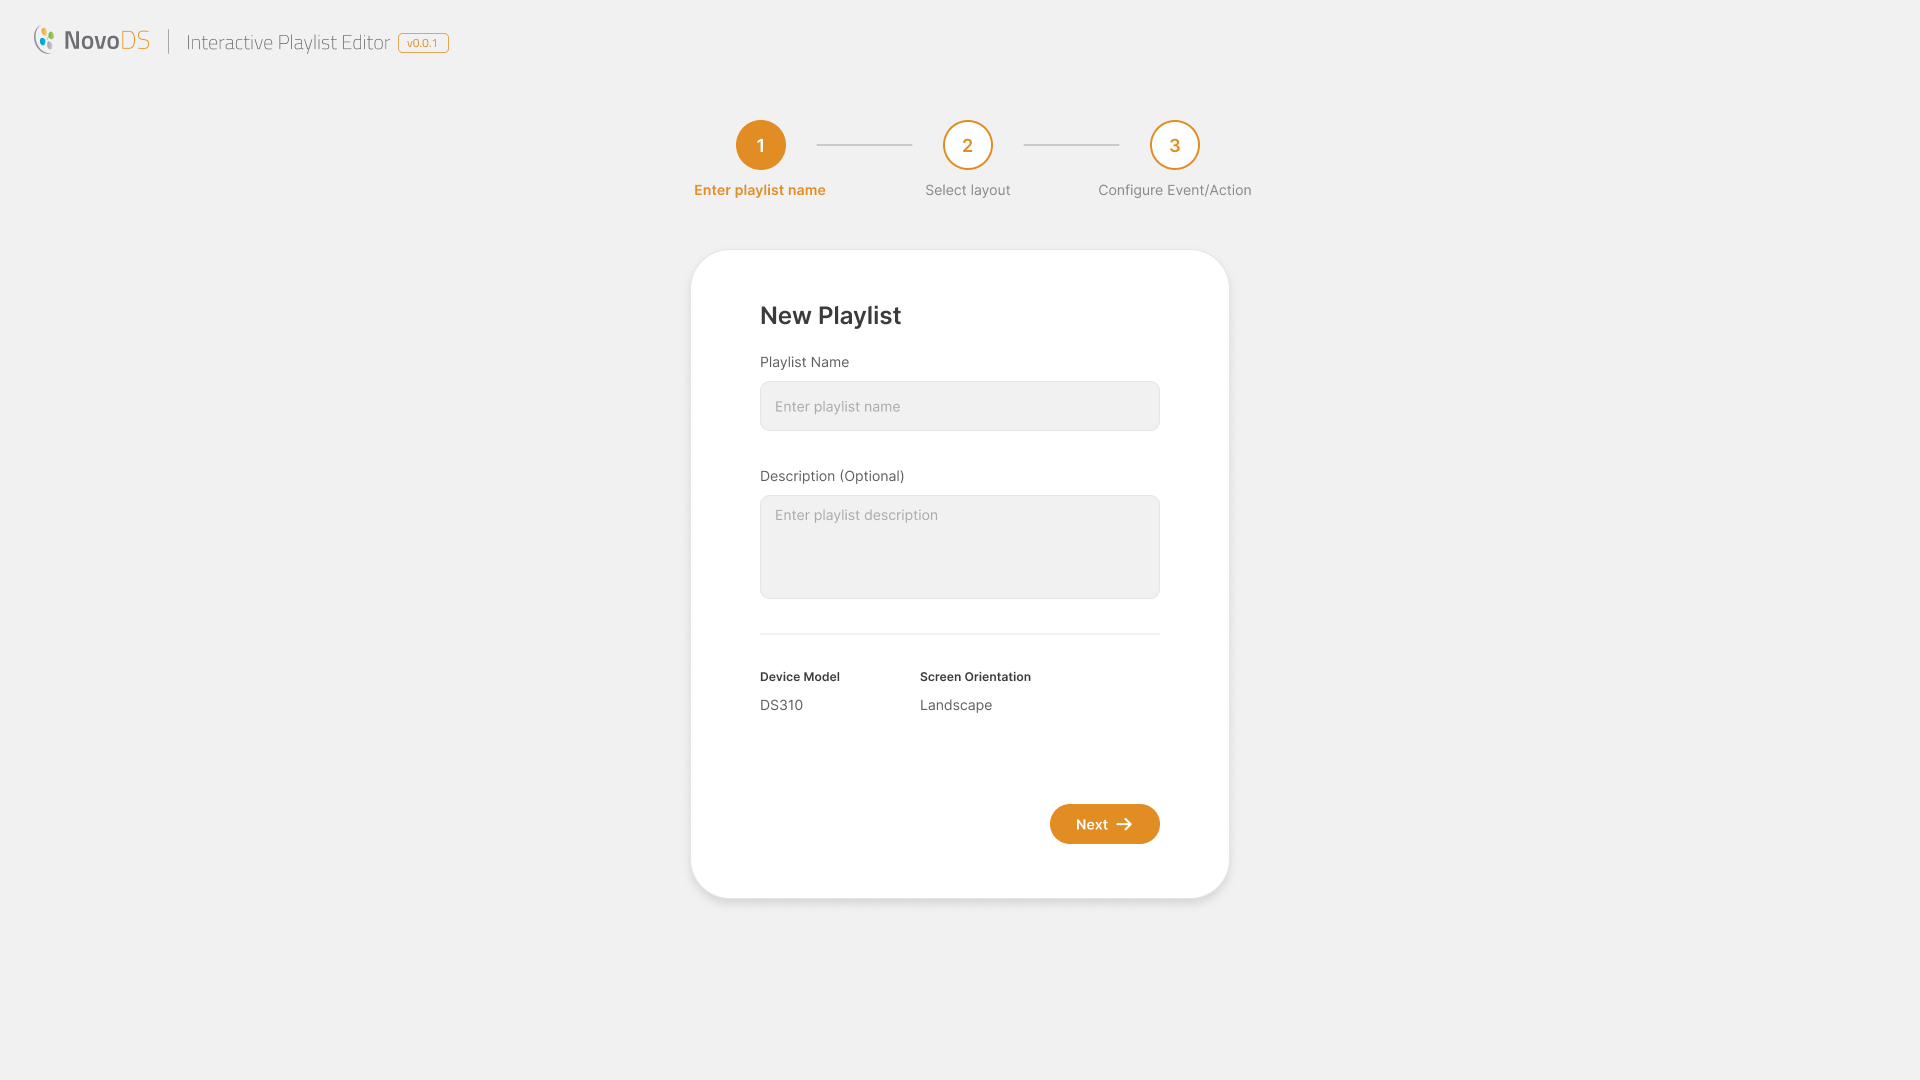 NovoDS | Interactive Playlist Editor v0.0.1
1 2 3
Enter playlist name Select layout Configure Event/Action
New Playlist
Playlist Name
Enter playlist name
Description (Optional)
Enter playlist description
Device Model Screen Orientation
DS310 Landscape
Next →